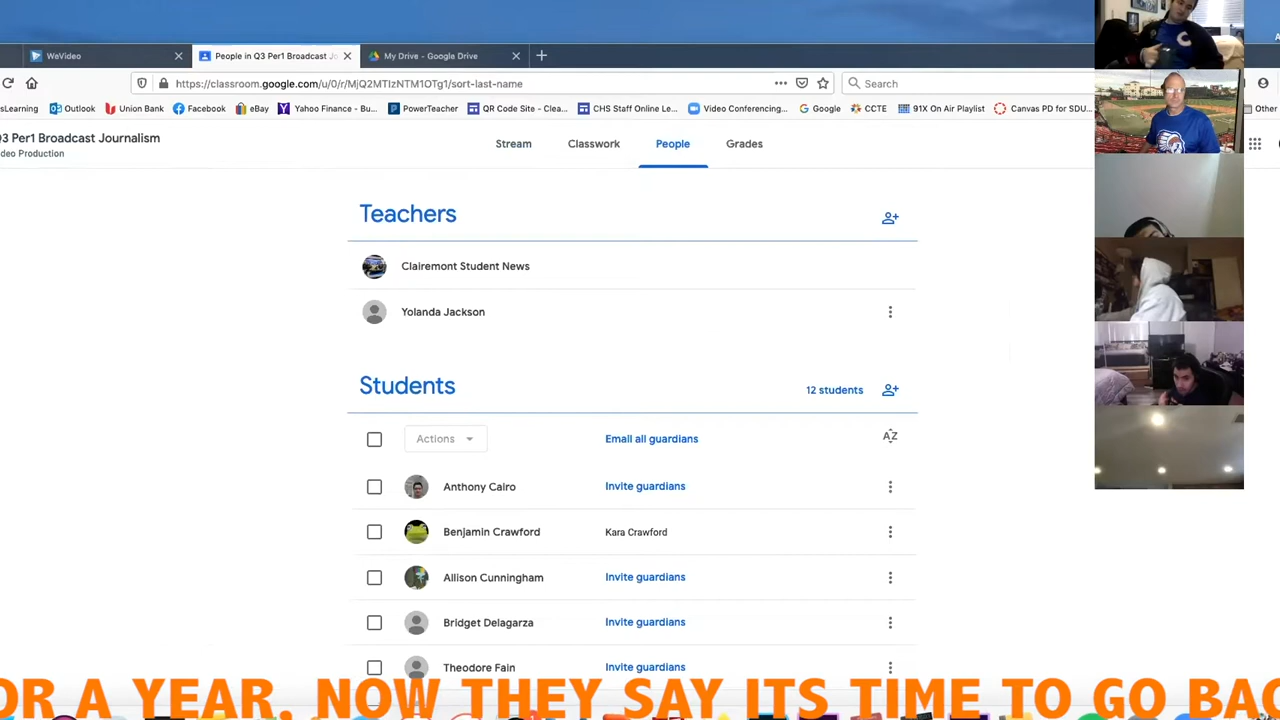 WeVideo
People in Q3 Per1 Broadcast Jo
My Drive - Google Drive
https://classroom.google.com/u/0/r/MjQ2MTIzNTM1OTg1/sort-last-name
Search
sLearning
Outlook
Union Bank
Facebook
eBay
Yahoo Finance - Bu...
PowerTeacher
QR Code Site - Clea...
CHS Staff Online Le...
Video Conferencing...
Google
CCTE
91X On Air Playlist
Canvas PD for SDU...
Other
Q3 Per1 Broadcast Journalism
deo Production
Stream
Classwork
People
Grades
Teachers
Clairemont Student News
Yolanda Jackson
Students
12 students
Actions
Email all guardians
AZ
Anthony Cairo
Invite guardians
Benjamin Crawford
Kara Crawford
Allison Cunningham
Invite guardians
Bridget Delagarza
Invite guardians
Theodore Fain
Invite guardians
OR A YEAR, NOW THEY SAY ITS TIME TO GO BAC